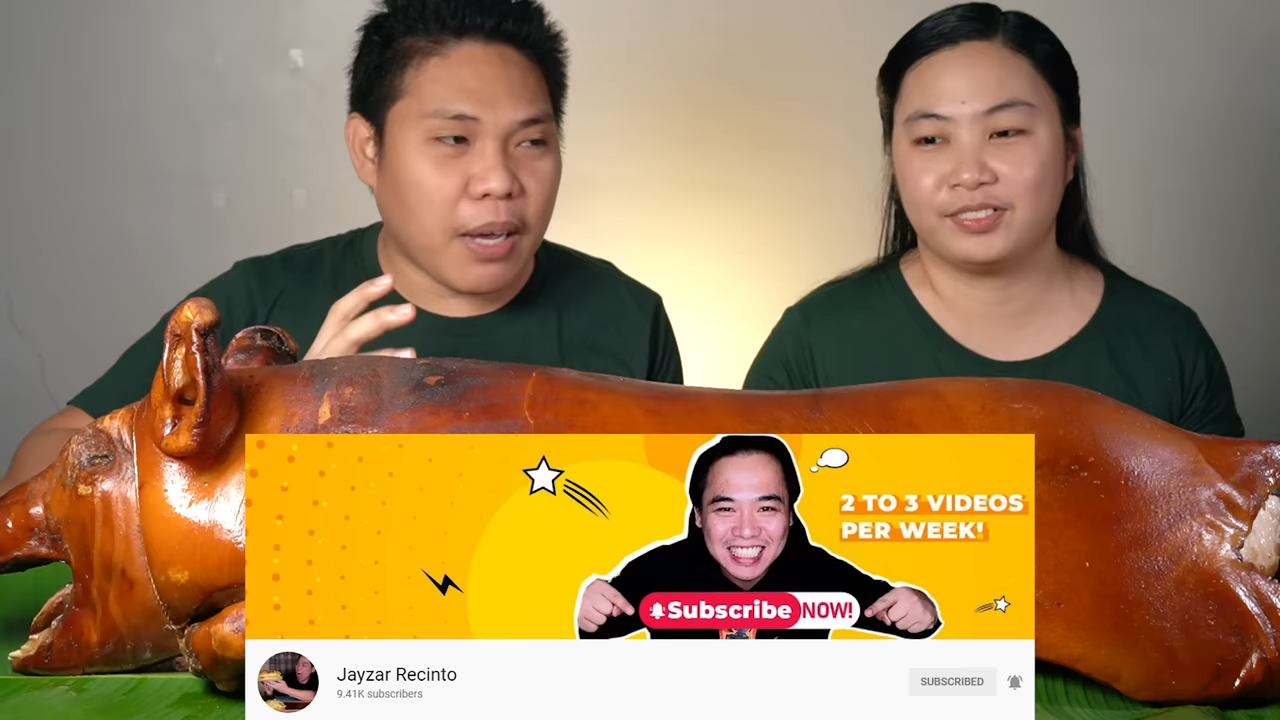 2 TO 3 VIDEOS
PER WEEK!
Subscribe NOW!
Jayzar Recinto
9.41K subscribers
SUBSCRIBED